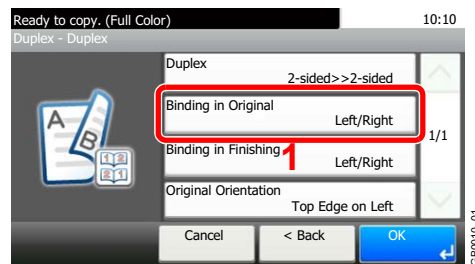 Ready to copy. (Full Color)
10:10
Duplex - Duplex
Duplex
2-sided>>2-sided
A
B
Binding in Original
Left/Right
1/1
1
Binding in Finishing
Left/Right
Original Orientation
Top Edge on Left
Cancel
< Back
OK